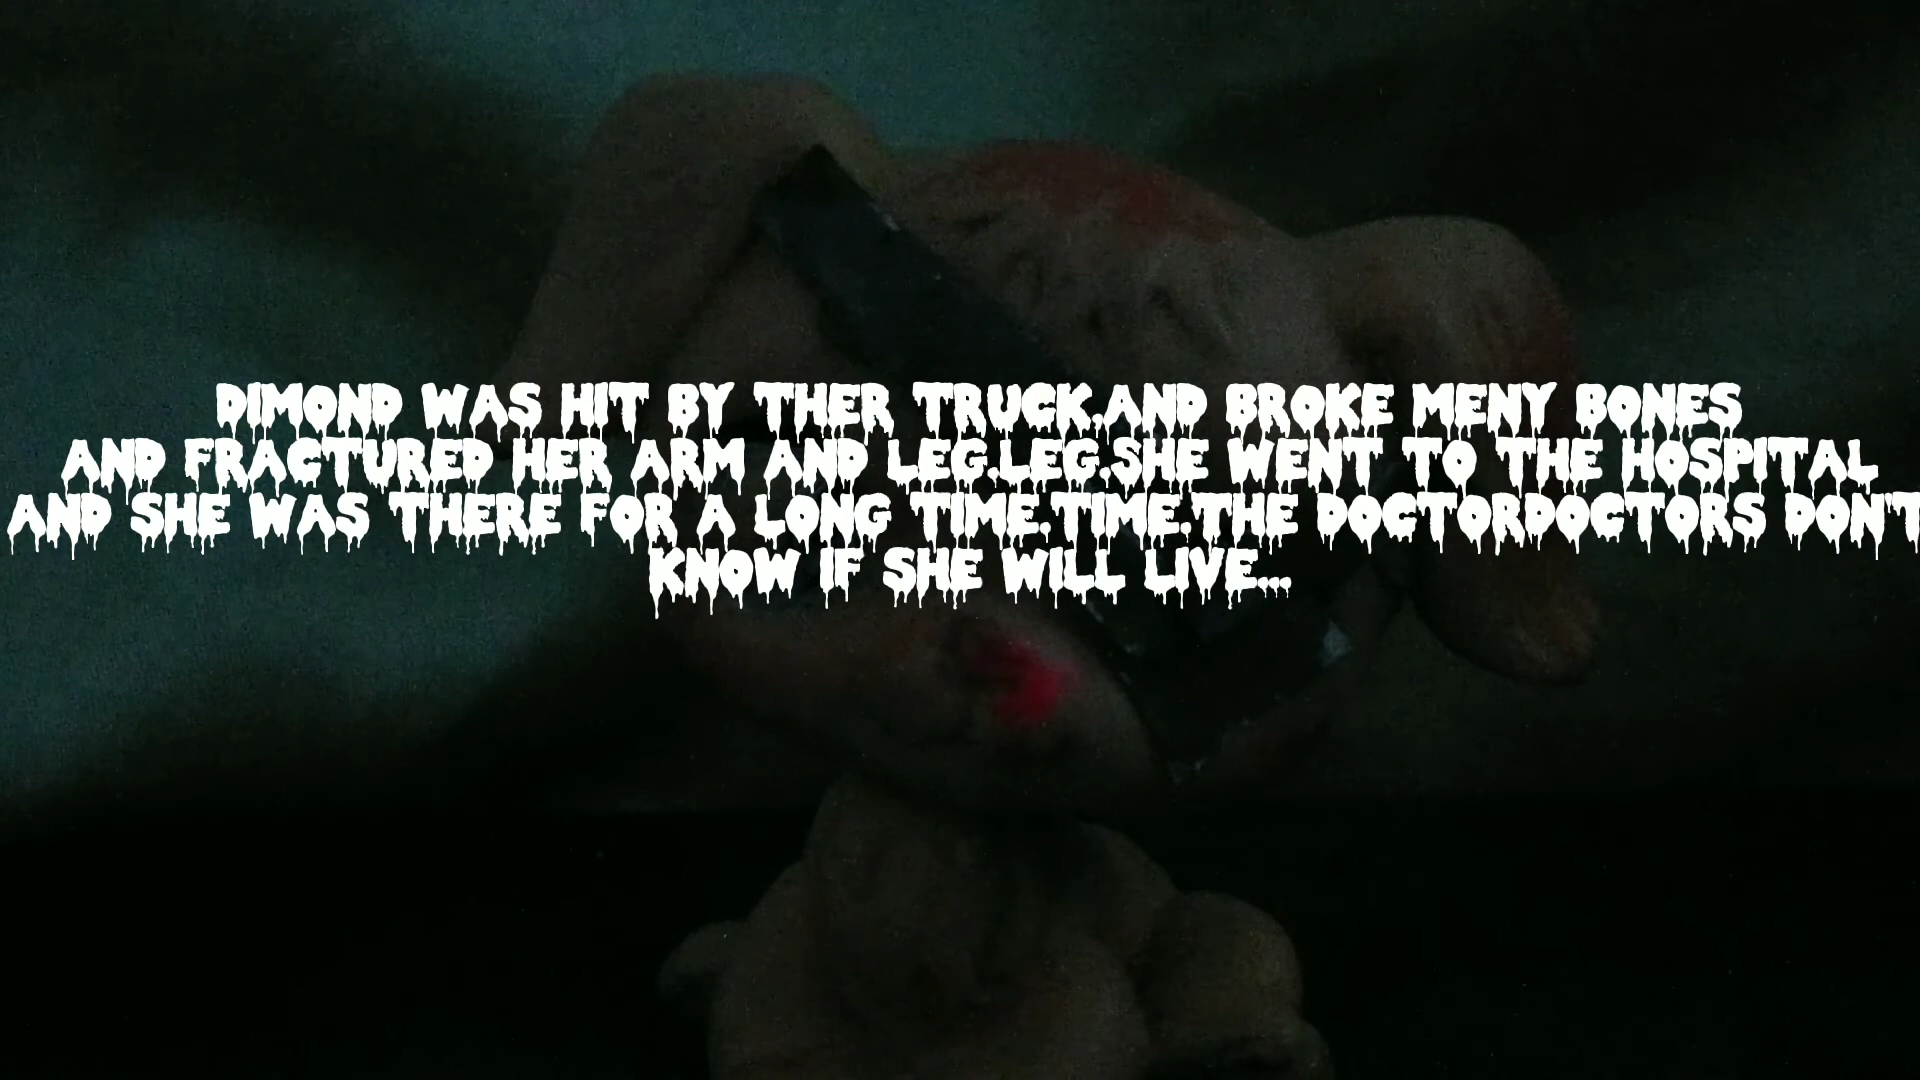 DIMOND WAS HIT BY THER TRUCK.AND BROKE MENY BONES
AND FRACTURED HER ARM AND LEG.LEG.SHE WENT TO THE HOSPITAL
AND SHE WAS THERE FOR A LONG TIME.TIME.THE DOCTORDOCTORS DON'T
KNOW IF SHE WILL LIVE...